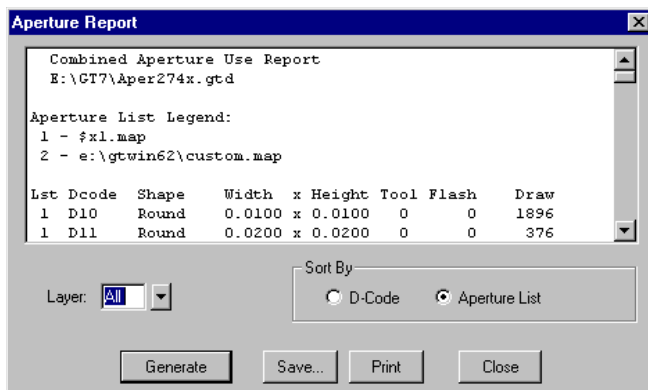 Aperture Report
Combined Aperture Use Report
E:\GT7\Aper274x.gtd
Aperture List Legend:
1 - $x1.map
2 - e:\gtwin62\custom.map
Lst Dcode Shape Width x Height Tool Flash Draw
1 D10 Round 0.0100 x 0.0100 0 0 1896
1 D11 Round 0.0200 x 0.0200 0 0 376
Layer: All
Sort By
D-Code Aperture List
Generate Save... Print Close